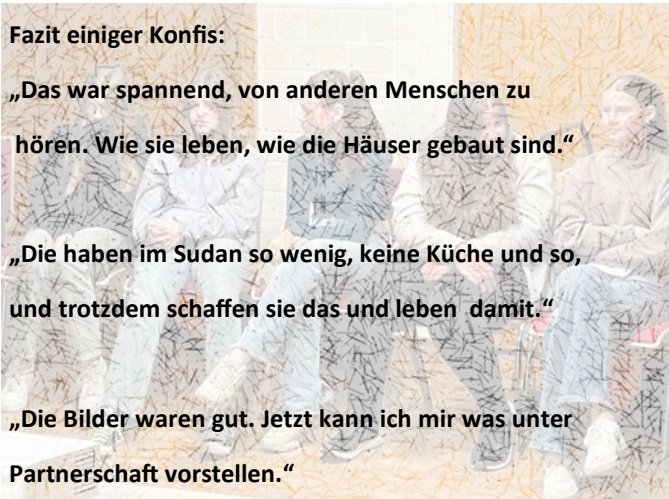 Fazit einiger Konfis:
„Das war spannend, von anderen Menschen zu
hören. Wie sie leben, wie die Häuser gebaut sind.“
„Die haben im Sudan so wenig, keine Küche und so,
und trotzdem schaffen sie das und leben damit.“
„Die Bilder waren gut. Jetzt kann ich mir was unter
Partnerschaft vorstellen.“